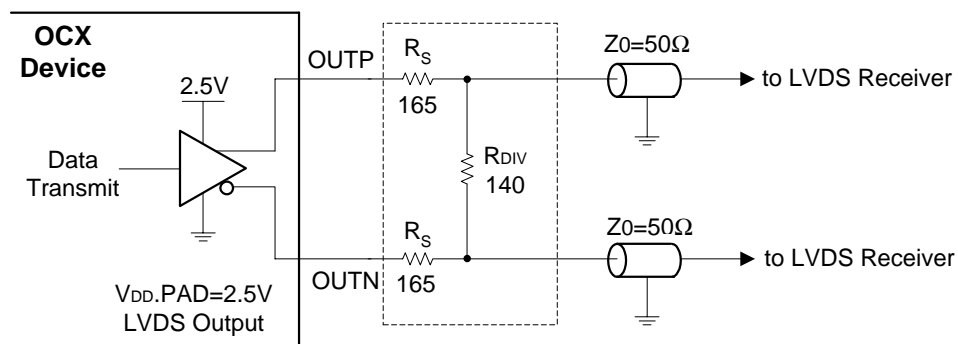 OCX
Device
2.5V
Data
Transmit
VDD.PAD=2.5V
LVDS Output
OUTP
OUTN
RS
165
RDIV
140
RS
165
Z0=50Ω
to LVDS Receiver
Z0=50Ω
to LVDS Receiver